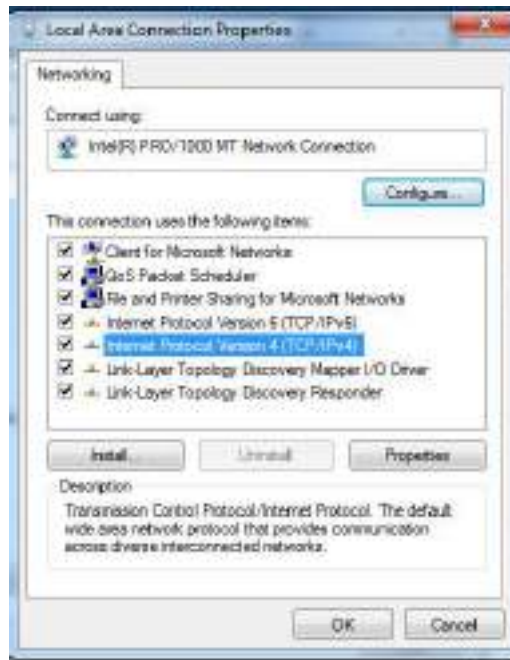 Local Area Connection Properties
Networking
Connect using:
Intel(R) PRO/1000 MT Network Connection
Configure...
This connection uses the following items:
Client for Microsoft Networks
QoS Packet Scheduler
File and Printer Sharing for Microsoft Networks
Internet Protocol Version 6 (TCP/IPv6)
Internet Protocol Version 4 (TCP/IPv4)
Link-Layer Topology Discovery Mapper I/O Driver
Link-Layer Topology Discovery Responder
Install...
Uninstall
Properties
Description
Transmission Control Protocol/Internet Protocol. The default
wide area network protocol that provides communication
across diverse interconnected networks.
OK
Cancel